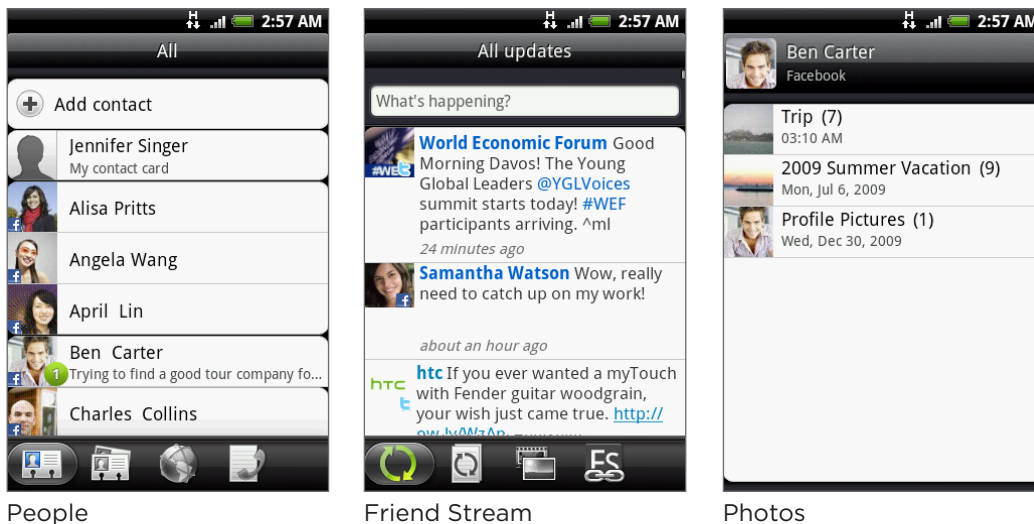 H 2:57 AM
All
Add contact
Jennifer Singer
My contact card
Alisa Pritts
Angela Wang
April Lin
Ben Carter
1 Trying to find a good tour company fo...
Charles Collins
People
H 2:57 AM
All updates
What's happening?
World Economic Forum Good
Morning Davos! The Young
#WE
Global Leaders @YGLVoices
summit starts today! #WEF
participants arriving. ^ml
24 minutes ago
Samantha Watson Wow, really
need to catch up on my work!
about an hour ago
htc If you ever wanted a myTouch
hTC
with Fender guitar woodgrain,
your wish just came true. http://
FS
Friend Stream
H 2:57 AM
Ben Carter
Facebook
Trip (7)
03:10 AM
2009 Summer Vacation (9)
Mon, Jul 6, 2009
Profile Pictures (1)
Wed, Dec 30, 2009
Photos